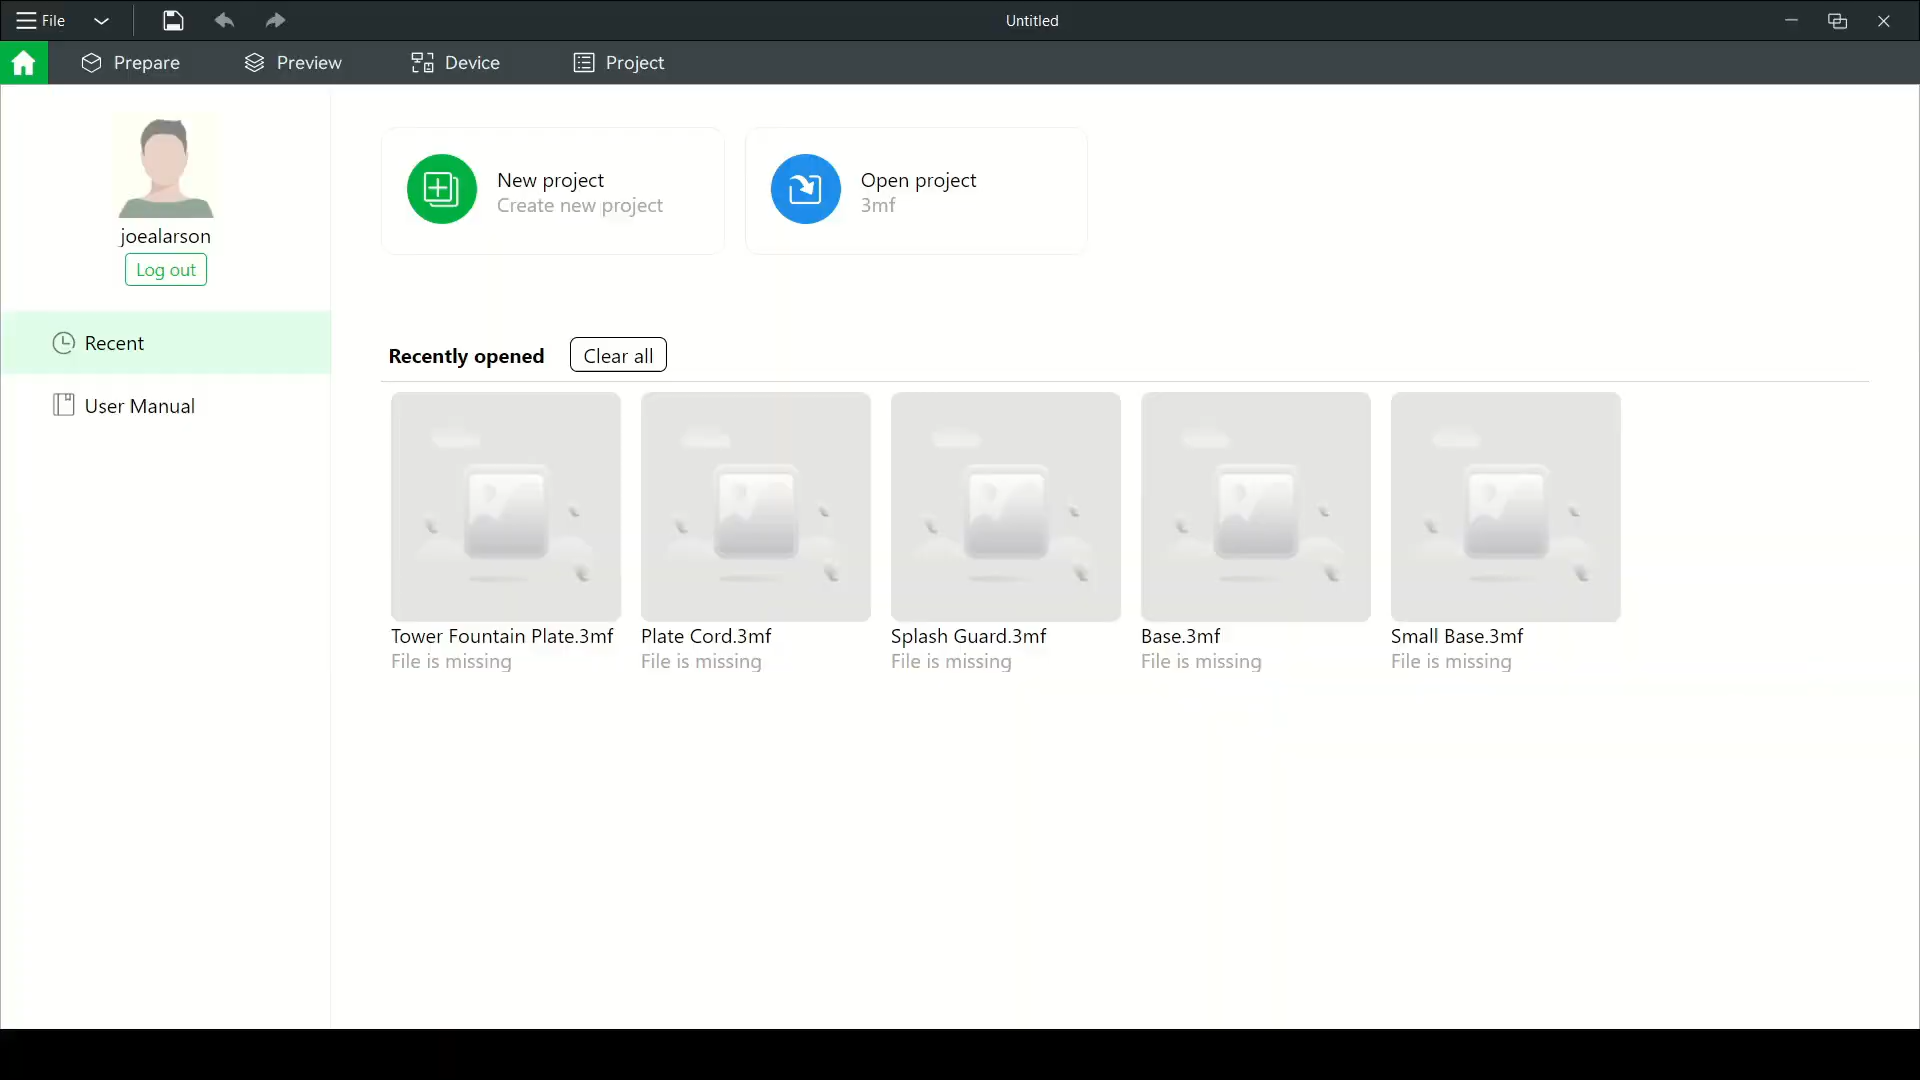 File
Untitled
Prepare
Preview
Device
Project
joealarson
Log out
Recent
User Manual
New project
Create new project
Open project
3mf
Recently opened
Clear all
Tower Fountain Plate.3mf
File is missing
Plate Cord.3mf
File is missing
Splash Guard.3mf
File is missing
Base.3mf
File is missing
Small Base.3mf
File is missing